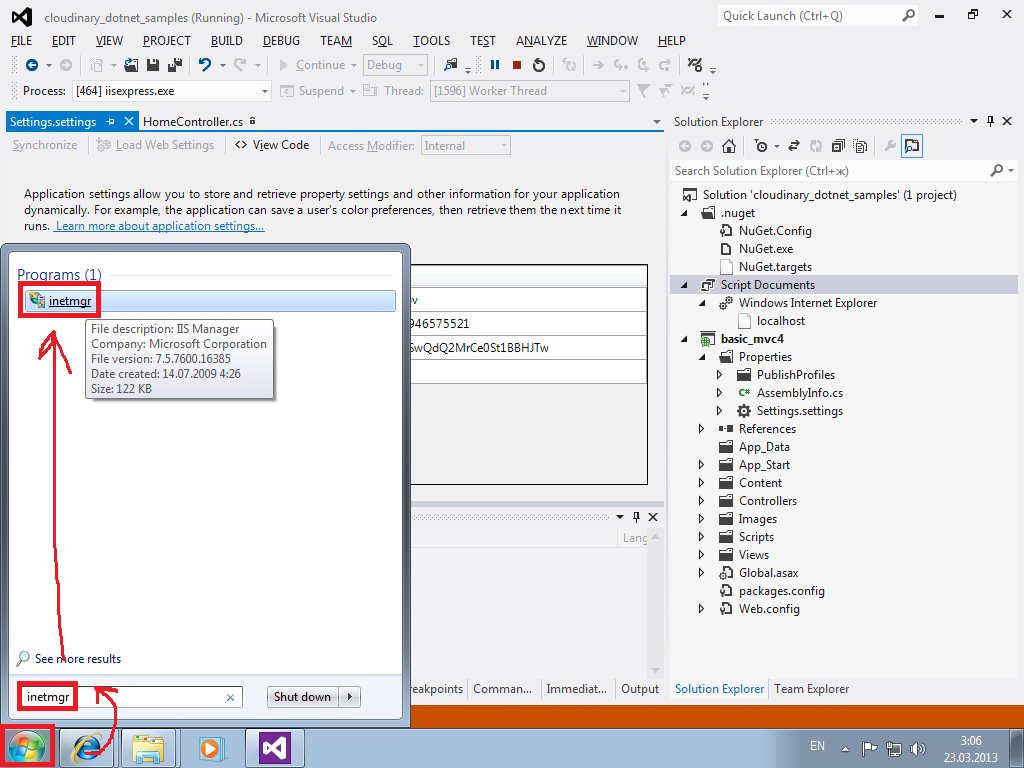 cloudinary_dotnet_samples (Running) - Microsoft Visual Studio
Quick Launch (Ctrl+Q)
FILE EDIT VIEW PROJECT BUILD DEBUG TEAM SQL TOOLS TEST ANALYZE WINDOW HELP
Continue Debug
Process: [464] iisexpress.exe Suspend Thread: [1596] Worker Thread
Settings.settings HomeController.cs
Synchronize Load Web Settings View Code Access Modifier: Internal
Application settings allow you to store and retrieve property settings and other information for your application
dynamically. For example, the application can save a user's color preferences, then retrieve them the next time it
runs. Learn more about application settings...
Programs (1)
inetmgr
File description: IIS Manager
Company: Microsoft Corporation
File version: 7.5.7600.16385
Date created: 14.07.2009 4:26
Size: 122 KB
ov
946575521
SwQdQ2MrCe0St1BBHJTw
Lang
See more results
inetmgr
Shut down
reakpoints Comman... Immediat... Output
Solution Explorer
Search Solution Explorer (Ctrl+ж)
Solution 'cloudinary_dotnet_samples' (1 project)
.nuget
NuGet.Config
NuGet.exe
NuGet.targets
Script Documents
Windows Internet Explorer
localhost
basic_mvc4
Properties
PublishProfiles
C# AssemblyInfo.cs
Settings.settings
References
App_Data
App_Start
Content
Controllers
Images
Scripts
Views
Global.asax
packages.config
Web.config
Solution Explorer Team Explorer
EN
3:06
23.03.2013